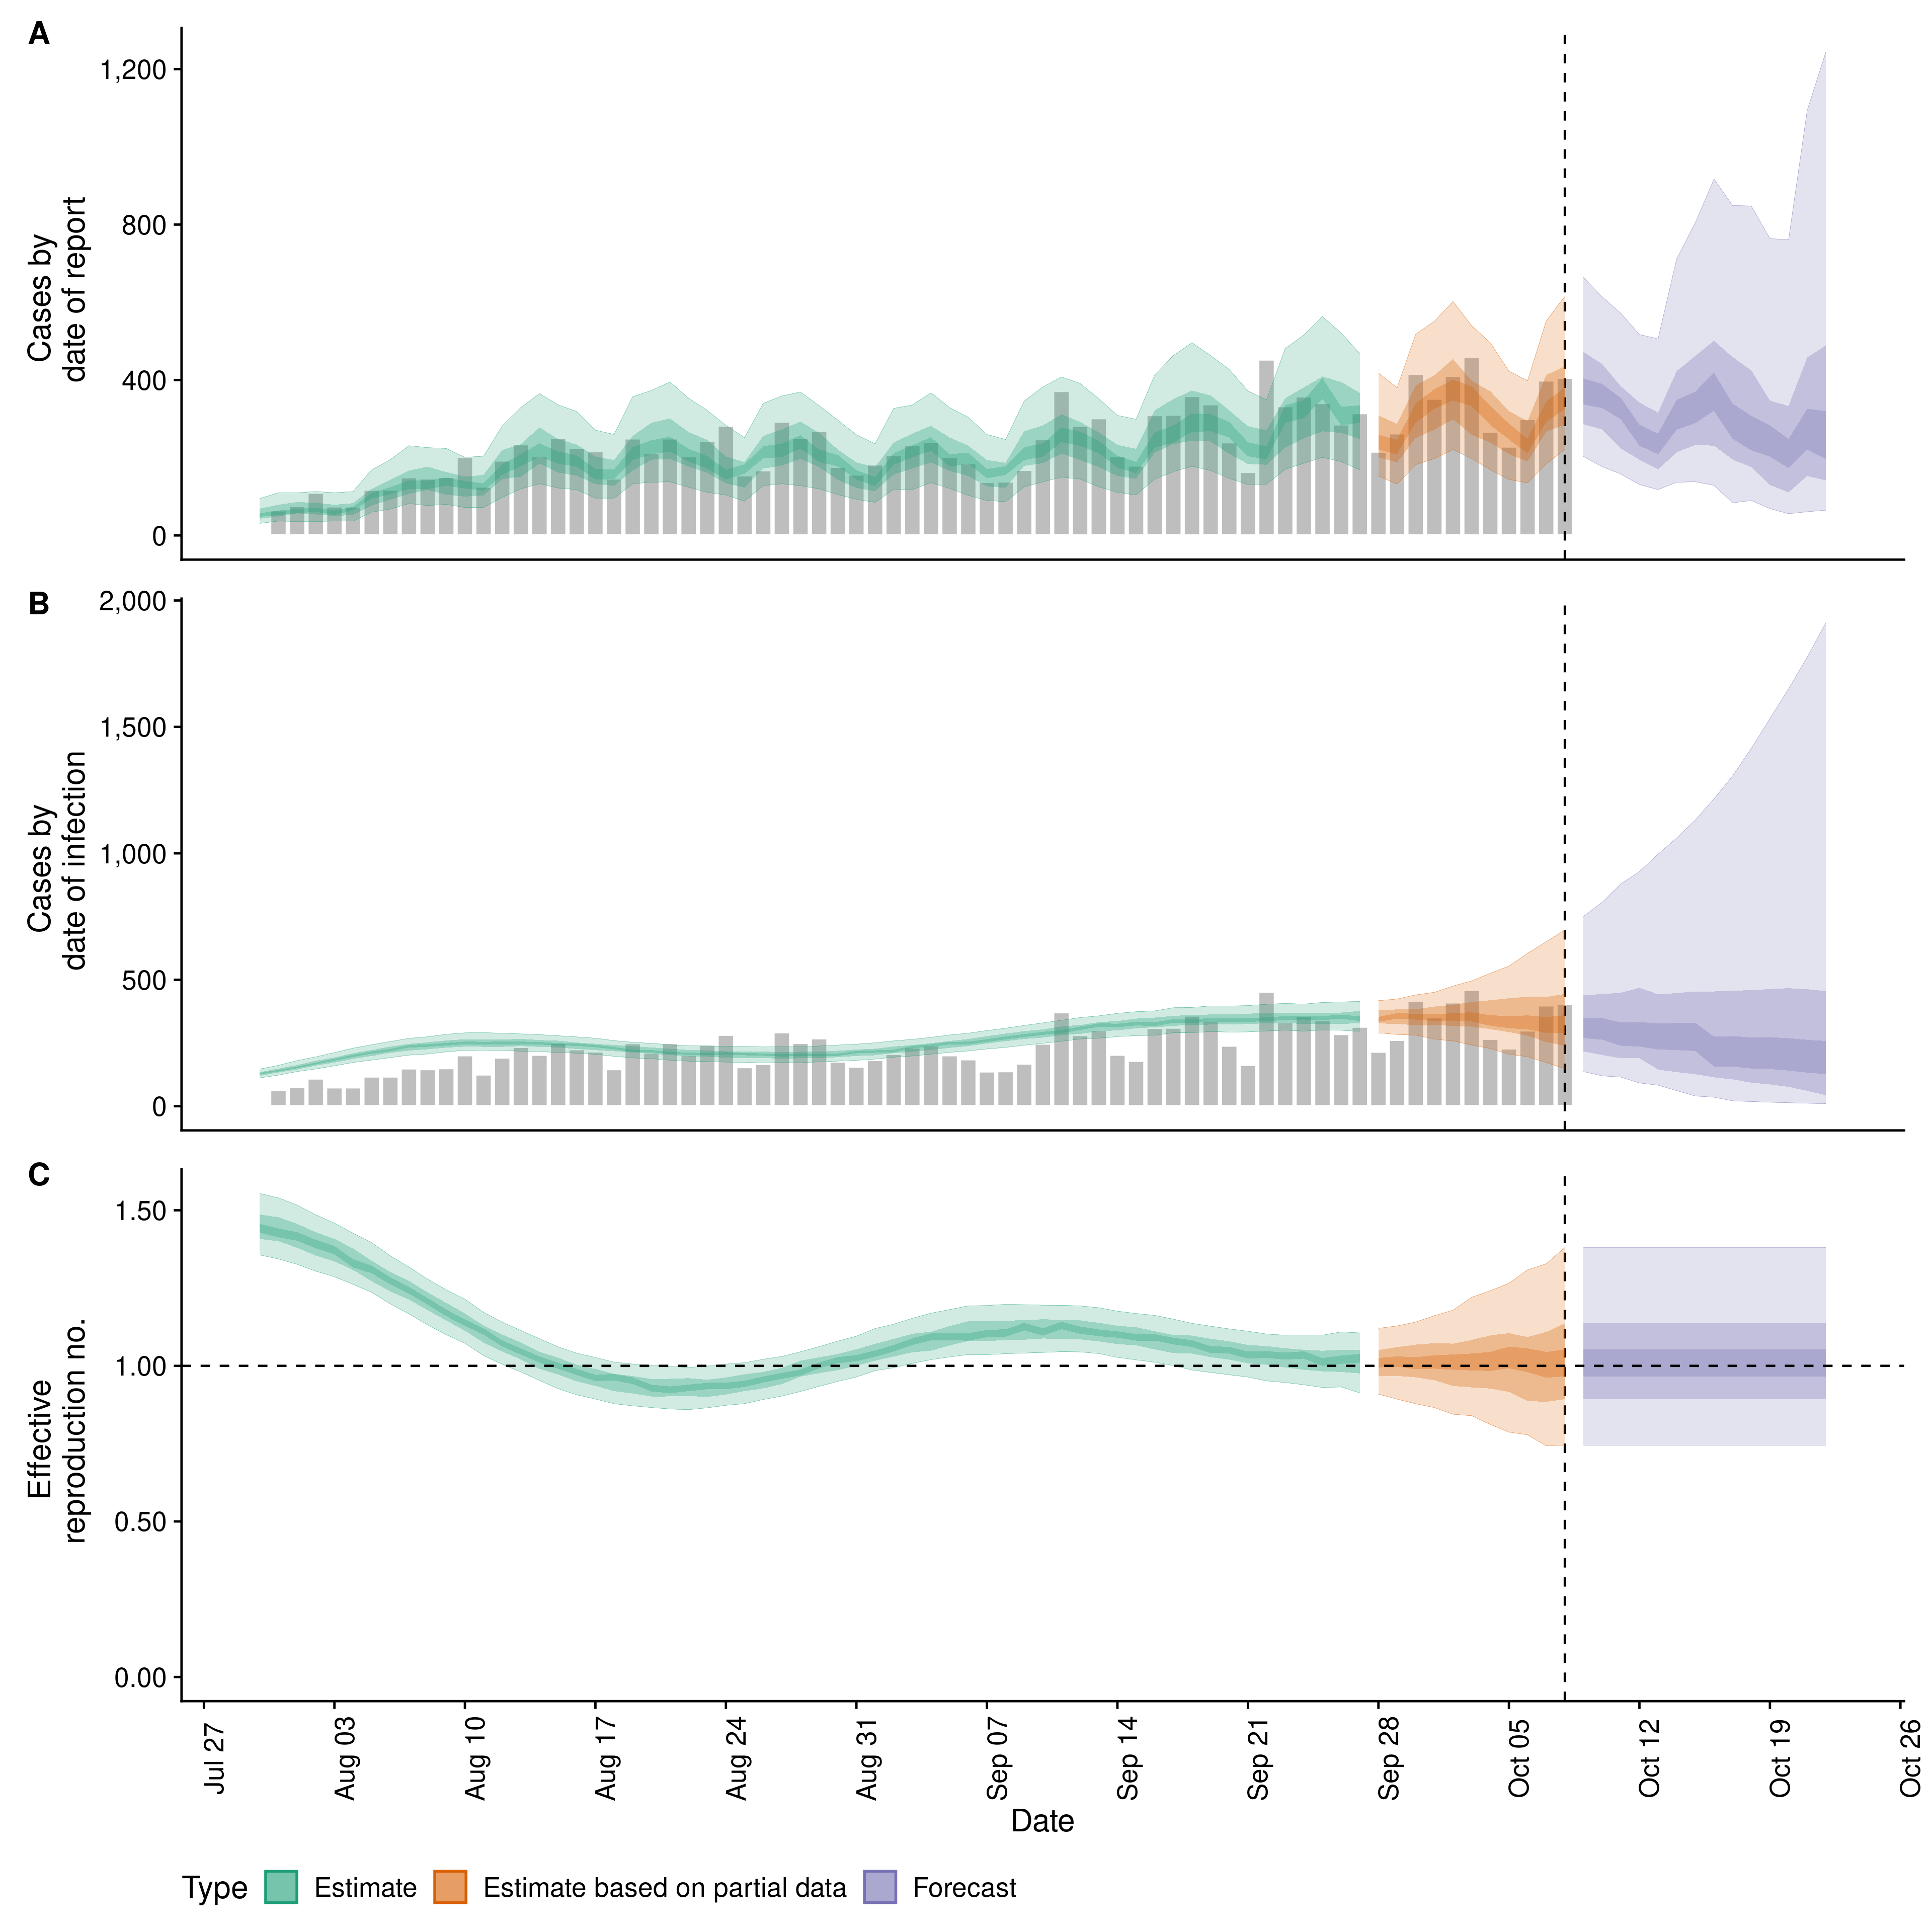 A
1,200
800
400
0
Cases by
date of report
B
2,000
1,500
1,000
500
0
Cases by
date of infection
C
1.50
1.00
0.50
0.00
Effective
reproduction no.
Jul 27
Aug 03
Aug 10
Aug 17
Aug 24
Aug 31
Sep 07
Sep 14
Sep 21
Sep 28
Oct 05
Oct 12
Oct 19
Oct 26
Date
Type Estimate Estimate based on partial data Forecast